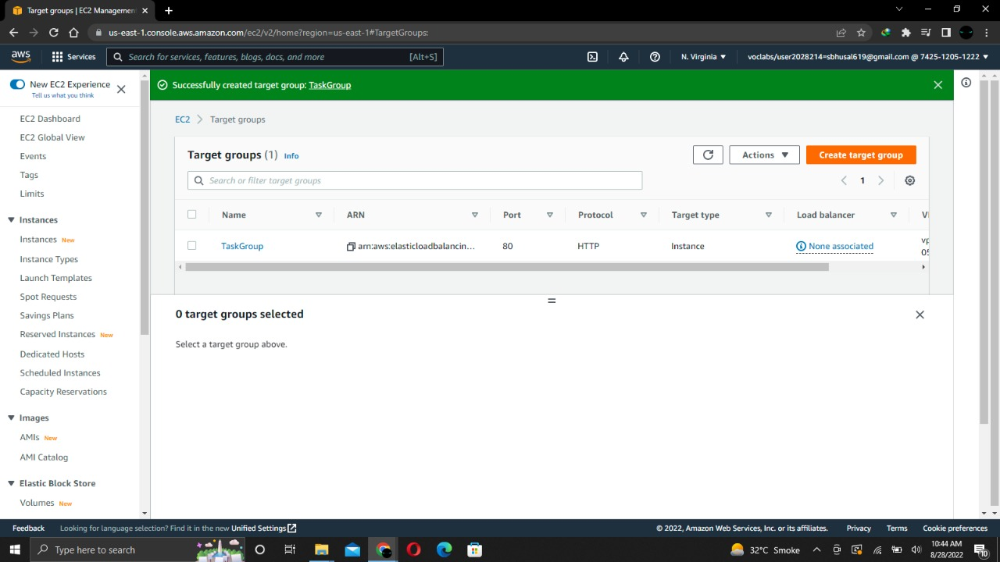 Target groups | EC2 Managemen
us-east-1.console.aws.amazon.com/ec2/v2/home?region=us-east-1#TargetGroups:
aws Services Search for services, features, blogs, docs, and more [Alt+S] N. Virginia voclabs/user2028214=sbhusal619@gmail.com @ 7425-1205-1222
New EC2 Experience
Tell us what you think
EC2 Dashboard
EC2 Global View
Events
Tags
Limits
Instances
Instances New
Instance Types
Launch Templates
Spot Requests
Savings Plans
Reserved Instances New
Dedicated Hosts
Scheduled Instances
Capacity Reservations
Images
AMIs New
AMI Catalog
Elastic Block Store
Volumes New
Successfully created target group: TaskGroup
EC2 Target groups
Target groups (1) Info Actions Create target group
Search or filter target groups 1
Name ARN Port Protocol Target type Load balancer V
TaskGroup arn:aws:elasticloadbalancin... 80 HTTP Instance None associated vp
05
0 target groups selected
Select a target group above.
Feedback Looking for language selection? Find it in the new Unified Settings © 2022, Amazon Web Services, Inc. or its affiliates. Privacy Terms Cookie preferences
Type here to search 32°C Smoke 10:44 AM
8/28/2022 10